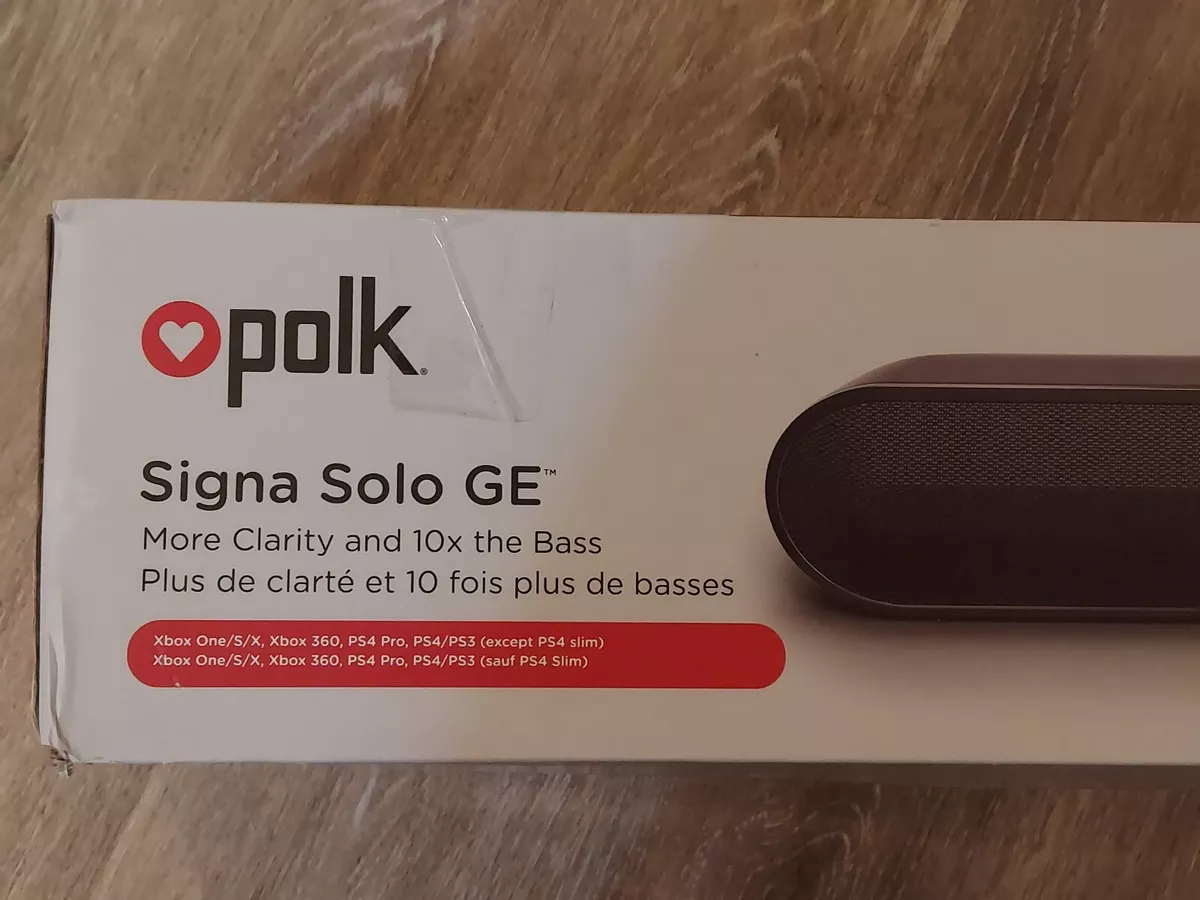 polk®
Signa Solo GE™
More Clarity and 10x the Bass
Plus de clarté et 10 fois plus de basses
Xbox One/S/X, Xbox 360, PS4 Pro, PS4/PS3 (except PS4 slim)
Xbox One/S/X, Xbox 360, PS4 Pro, PS4/PS3 (sauf PS4 Slim)